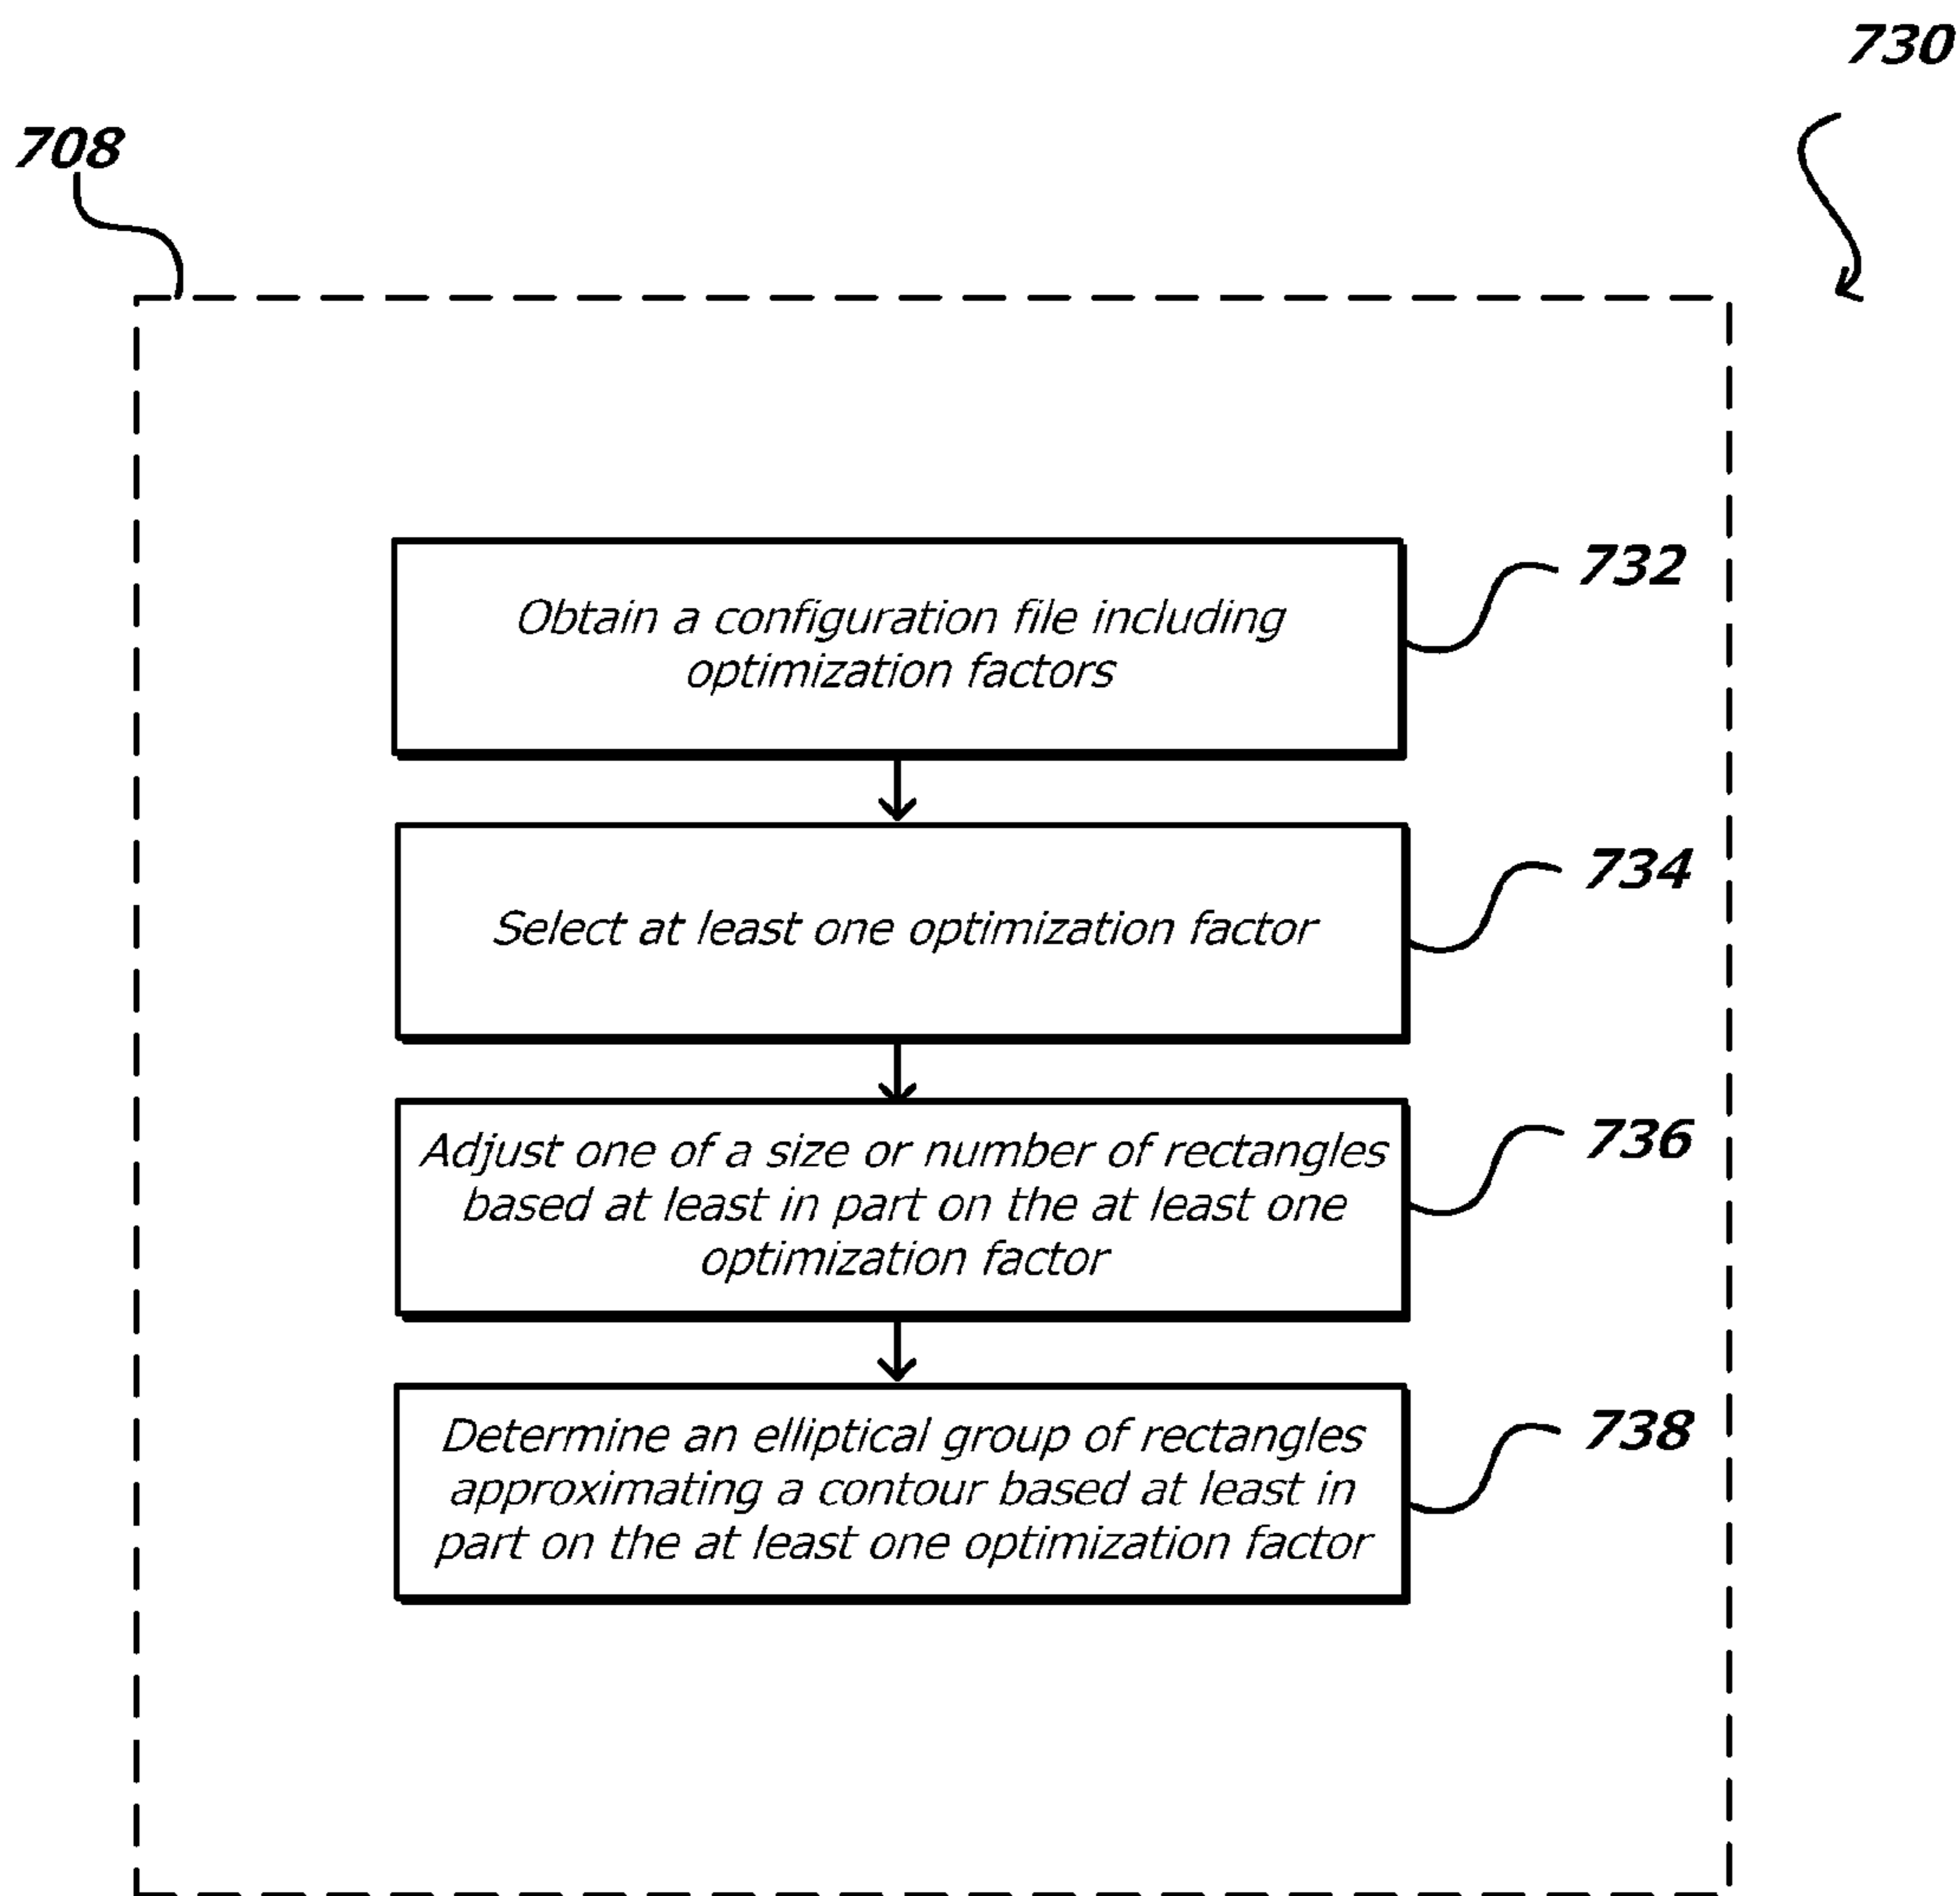 730
708
Obtain a configuration file including
optimization factors
732
Select at least one optimization factor
734
Adjust one of a size or number of rectangles
based at least in part on the at least one
optimization factor
736
Determine an elliptical group of rectangles
approximating a contour based at least in
part on the at least one optimization factor
738